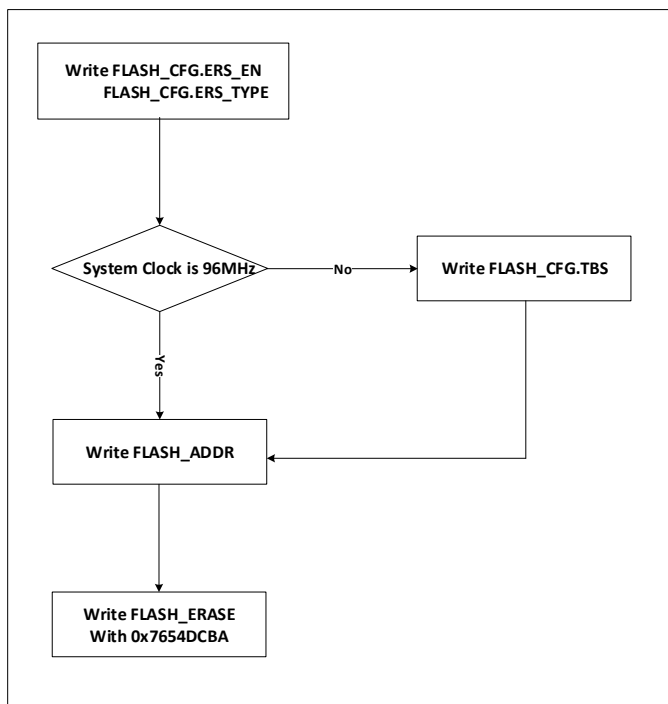 Write FLASH_CFG.ERS_EN
FLASH_CFG.ERS_TYPE
System Clock is 96MHz
No
Write FLASH_CFG.TBS
Yes
Write FLASH_ADDR
Write FLASH_ERASE
With 0x7654DCBA